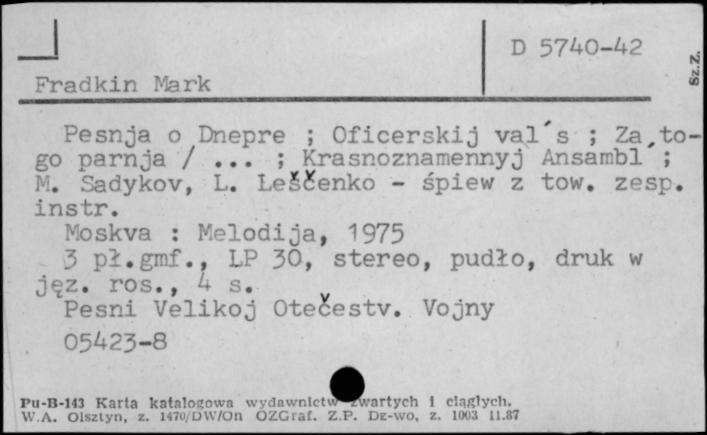 D 5740-42
Sz.Z.
Fradkin Mark
Pesnja o Dnepre ; Oficerskij val´s ; Za to-
go parnja / ... ; Krasnoznamennyj Ansambl´ ;
M. Sadykov, L. Leščenko - śpiew z tow. zesp.
instr.
Moskva : Melodija, 1975
3 pł.gmf., LP 30, stereo, pudło, druk w
jęz. ros., 4 s.
Pesni Velikoj Otečestv. Vojny
05423-8
Pu-B-143 Karta katalogowa wydawnictw zwartych i ciągłych.
W.A. Olsztyn, z. 1470/DW/On OZGraf. Z.P. Dz-wo, z. 1003 11.87